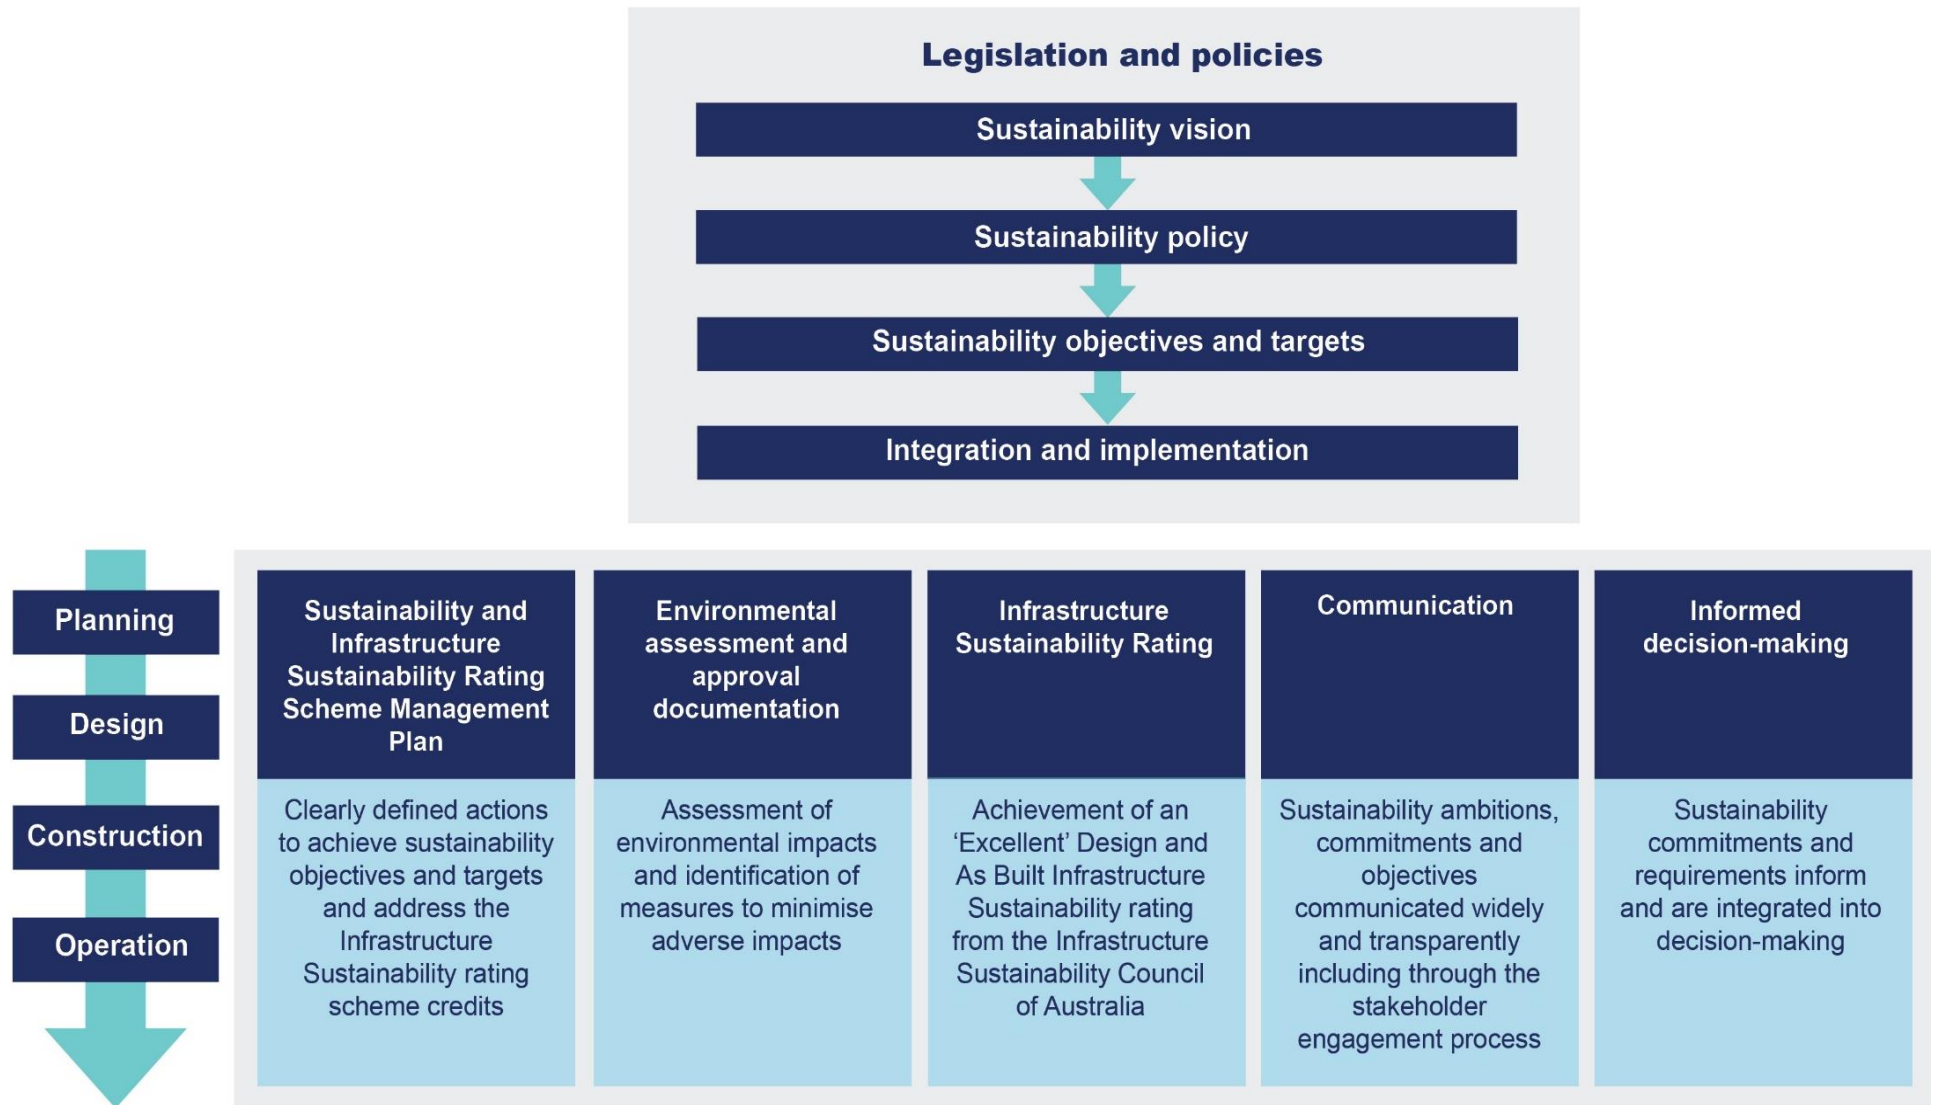 Legislation and policies
Sustainability vision
Sustainability policy
Sustainability objectives and targets
Integration and implementation
Planning
Design
Construction
Operation
Sustainability and
Infrastructure
Sustainability Rating
Scheme Management
Plan
Clearly defined actions
to achieve sustainability
objectives and targets
and address the
Infrastructure
Sustainability rating
scheme credits
Environmental
assessment and
approval
documentation
Assessment of
environmental impacts
and identification of
measures to minimise
adverse impacts
Infrastructure
Sustainability Rating
Achievement of an
‘Excellent’ Design and
As Built Infrastructure
Sustainability rating
from the Infrastructure
Sustainability Council
of Australia
Communication
Sustainability ambitions,
commitments and
objectives
communicated widely
and transparently
including through the
stakeholder
engagement process
Informed
decision-making
Sustainability
commitments and
requirements inform
and are integrated into
decision-making